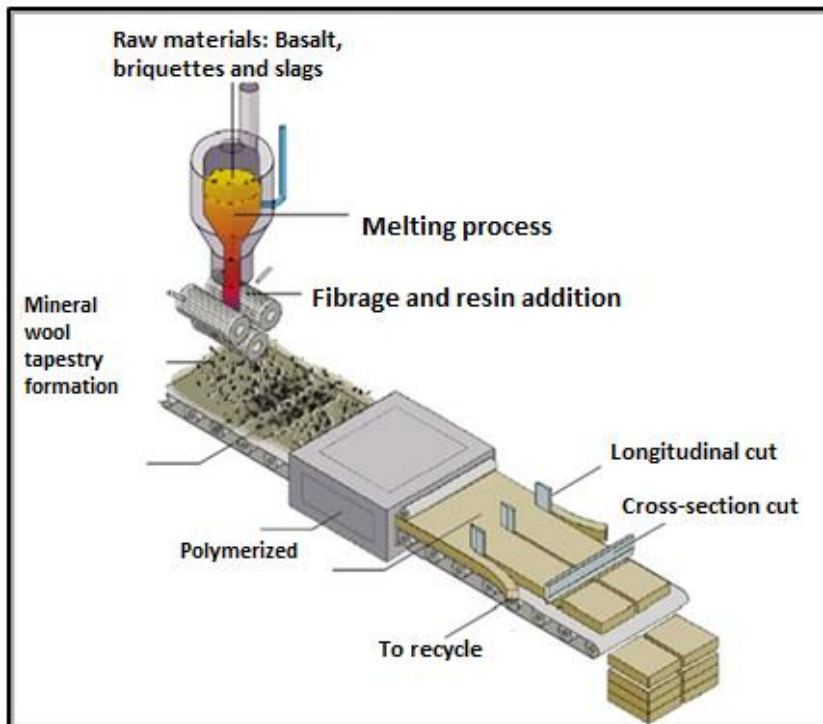 Raw materials: Basalt,
briquettes and slags
Melting process
Fibrage and resin addition
Mineral
wool
tapestry
formation
Longitudinal cut
Cross-section cut
Polymerized
To recycle